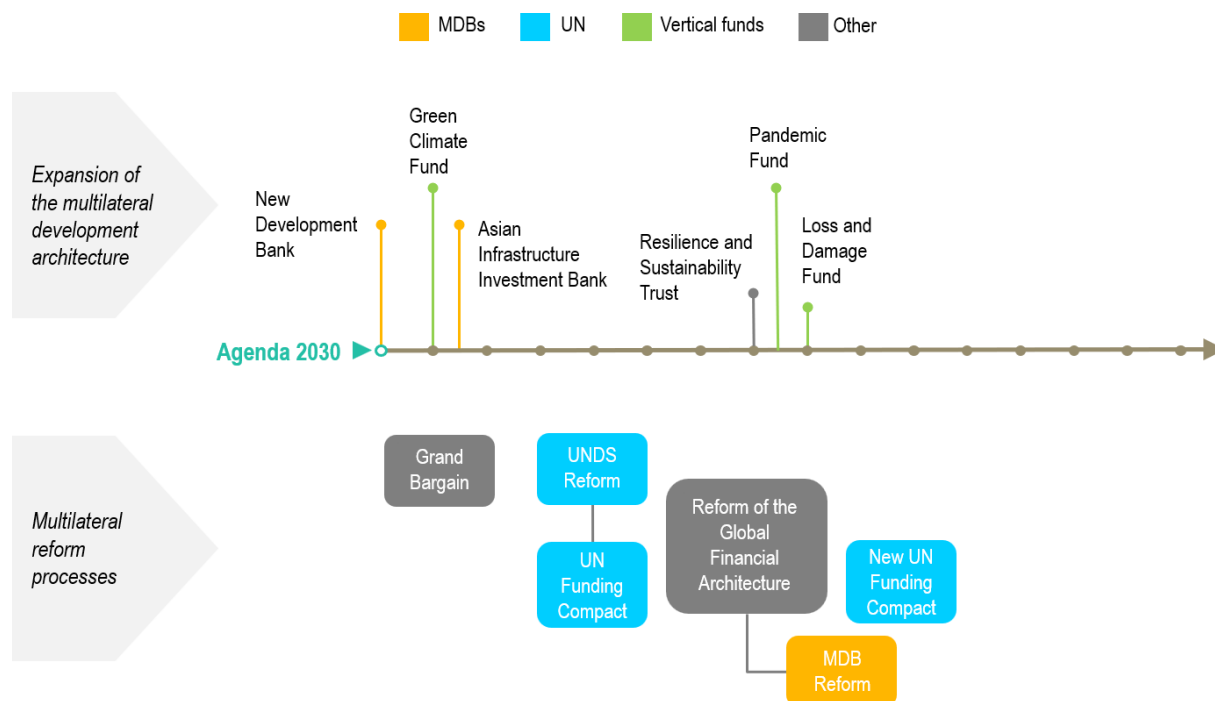 MDBs
UN
Vertical funds
Other
Expansion of
the multilateral
development
architecture
New
Development
Bank
Green
Climate
Fund
Asian
Infrastructure
Investment Bank
Resilience and
Sustainability
Trust
Pandemic
Fund
Loss and
Damage
Fund
Agenda 2030
Multilateral
reform
processes
Grand
Bargain
UNDS
Reform
UN
Funding
Compact
Reform of the
Global
Financial
Architecture
New UN
Funding
Compact
MDB
Reform